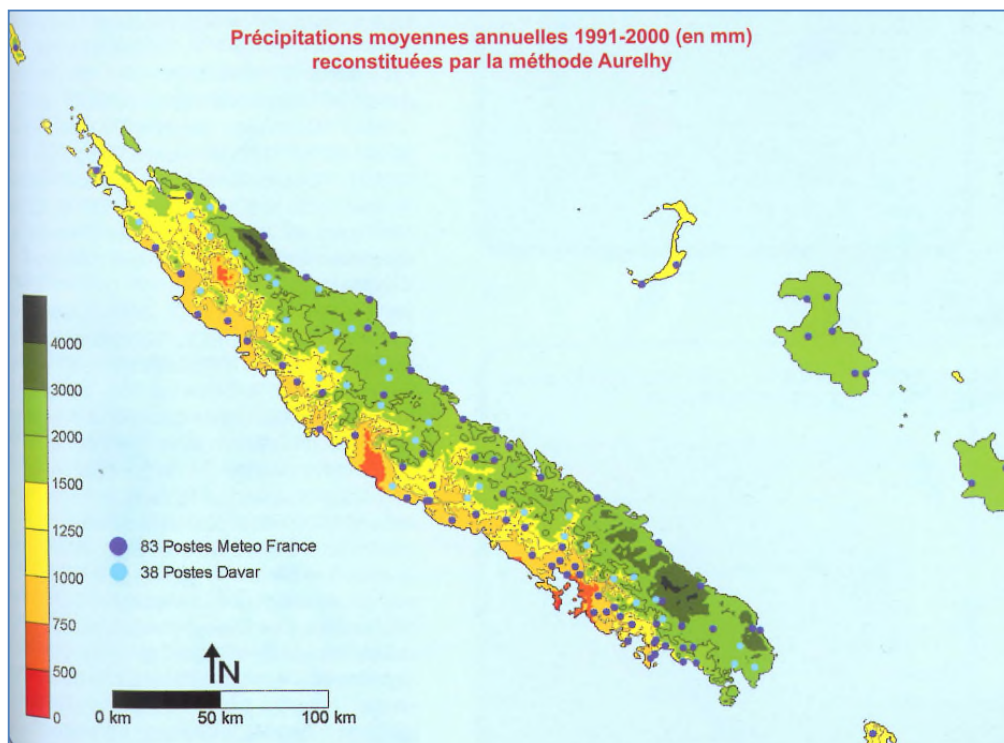 Précipitations moyennes annuelles 1991-2000 (en mm)
reconstituées par la méthode Aurelhy
4000
3000
2000
1500
1250
1000
750
500
0
83 Postes Meteo France
38 Postes Davar
N
0 km 50 km 100 km